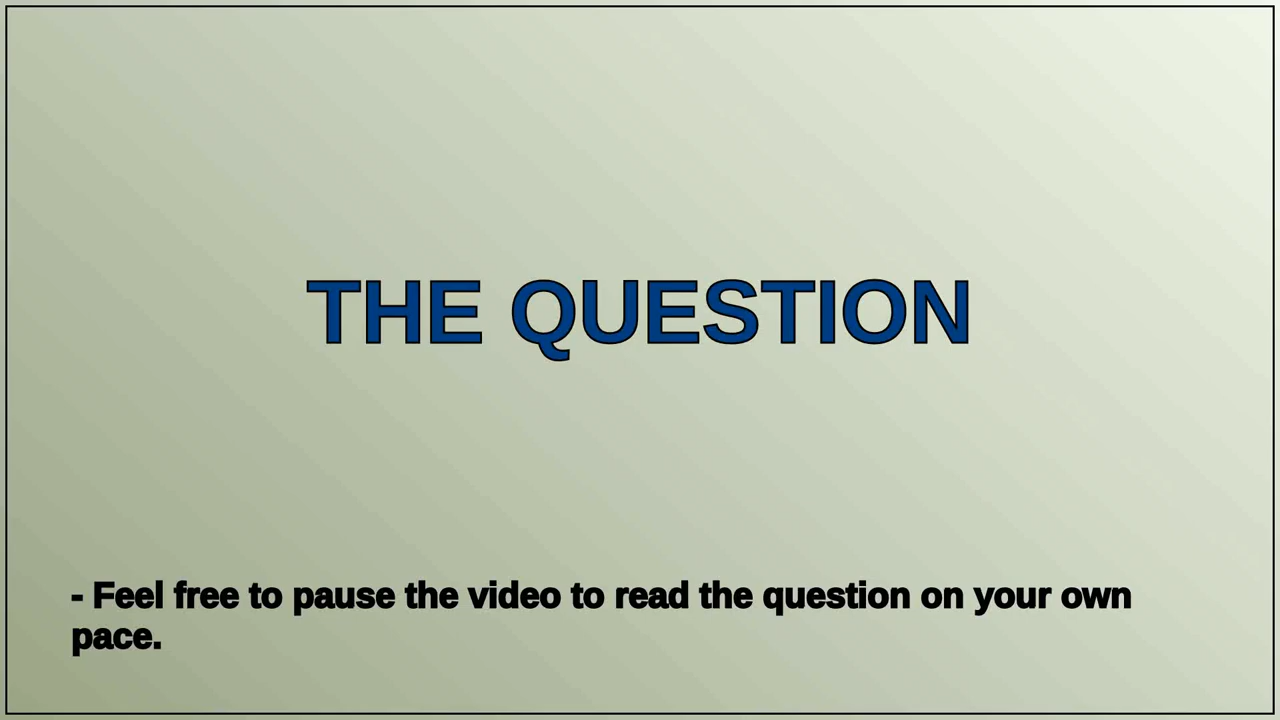 THE QUESTION
- Feel free to pause the video to read the question on your own
pace.